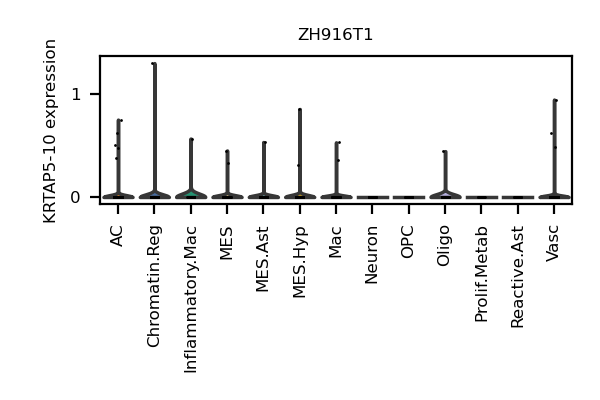 ZH916T1
KRTAP5-10 expression
1
0
AC
Chromatin.Reg
Inflammatory.Mac
MES
MES.Ast
MES.Hyp
Mac
Neuron
OPC
Oligo
Prolif.Metab
Reactive.Ast
Vasc